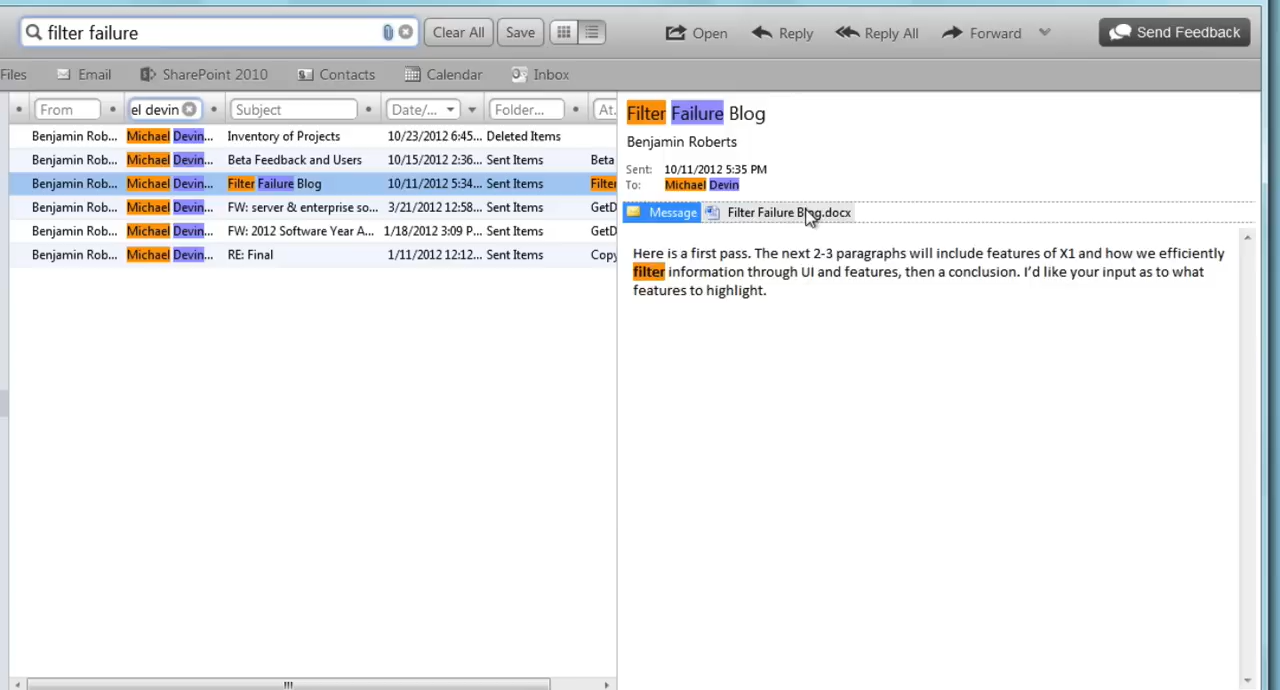 filter failure Clear All Save Open Reply Reply All Forward Send Feedback
Files Email SharePoint 2010 Contacts Calendar Inbox
From el devin Subject Date/... Folder... At.
Benjamin Rob... Michael Devin... Inventory of Projects 10/23/2012 6:45... Deleted Items
Benjamin Rob... Michael Devin... Beta Feedback and Users 10/15/2012 2:36... Sent Items Beta
Benjamin Rob... Michael Devin... Filter Failure Blog 10/11/2012 5:34... Sent Items Filter
Benjamin Rob... Michael Devin... FW: server & enterprise so... 3/21/2012 12:58... Sent Items GetD
Benjamin Rob... Michael Devin... FW: 2012 Software Year A... 1/18/2012 3:09 P... Sent Items GetD
Benjamin Rob... Michael Devin... RE: Final 1/11/2012 12:12... Sent Items Copy
Filter Failure Blog
Benjamin Roberts
Sent: 10/11/2012 5:35 PM
To: Michael Devin
Message Filter Failure Blog.docx
Here is a first pass. The next 2-3 paragraphs will include features of X1 and how we efficiently
filter information through UI and features, then a conclusion. I'd like your input as to what
features to highlight.